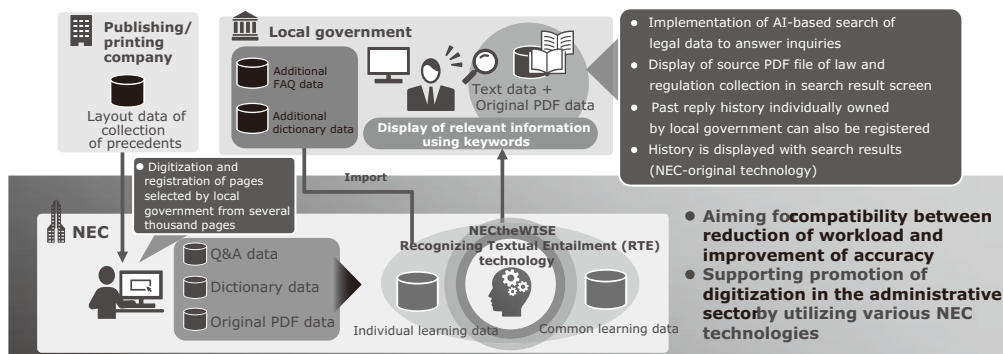 Publishing/
printing
company
Layout data of
collection
of precedents
Local government
Additional
FAQ data
Additional
dictionary data
Text data +
Original PDF data
Display of relevant information
using keywords
● Implementation of AI-based search of
legal data to answer inquiries
● Display of source PDF file of law and
regulation collection in search result screen
● Past reply history individually owned
by local government can also be registered
● History is displayed with search results
(NEC-original technology)
● Digitization and
registration of pages
selected by local
government from several
thousand pages
Import
NEC
Q&A data
Dictionary data
Original PDF data
NECtheWISE
Recognizing Textual Entailment (RTE)
technology
Individual learning data
Common learning data
● Aiming for compatibility between
reduction of workload and
improvement of accuracy
● Supporting promotion of
digitization in the administrative
sector by utilizing various NEC
technologies